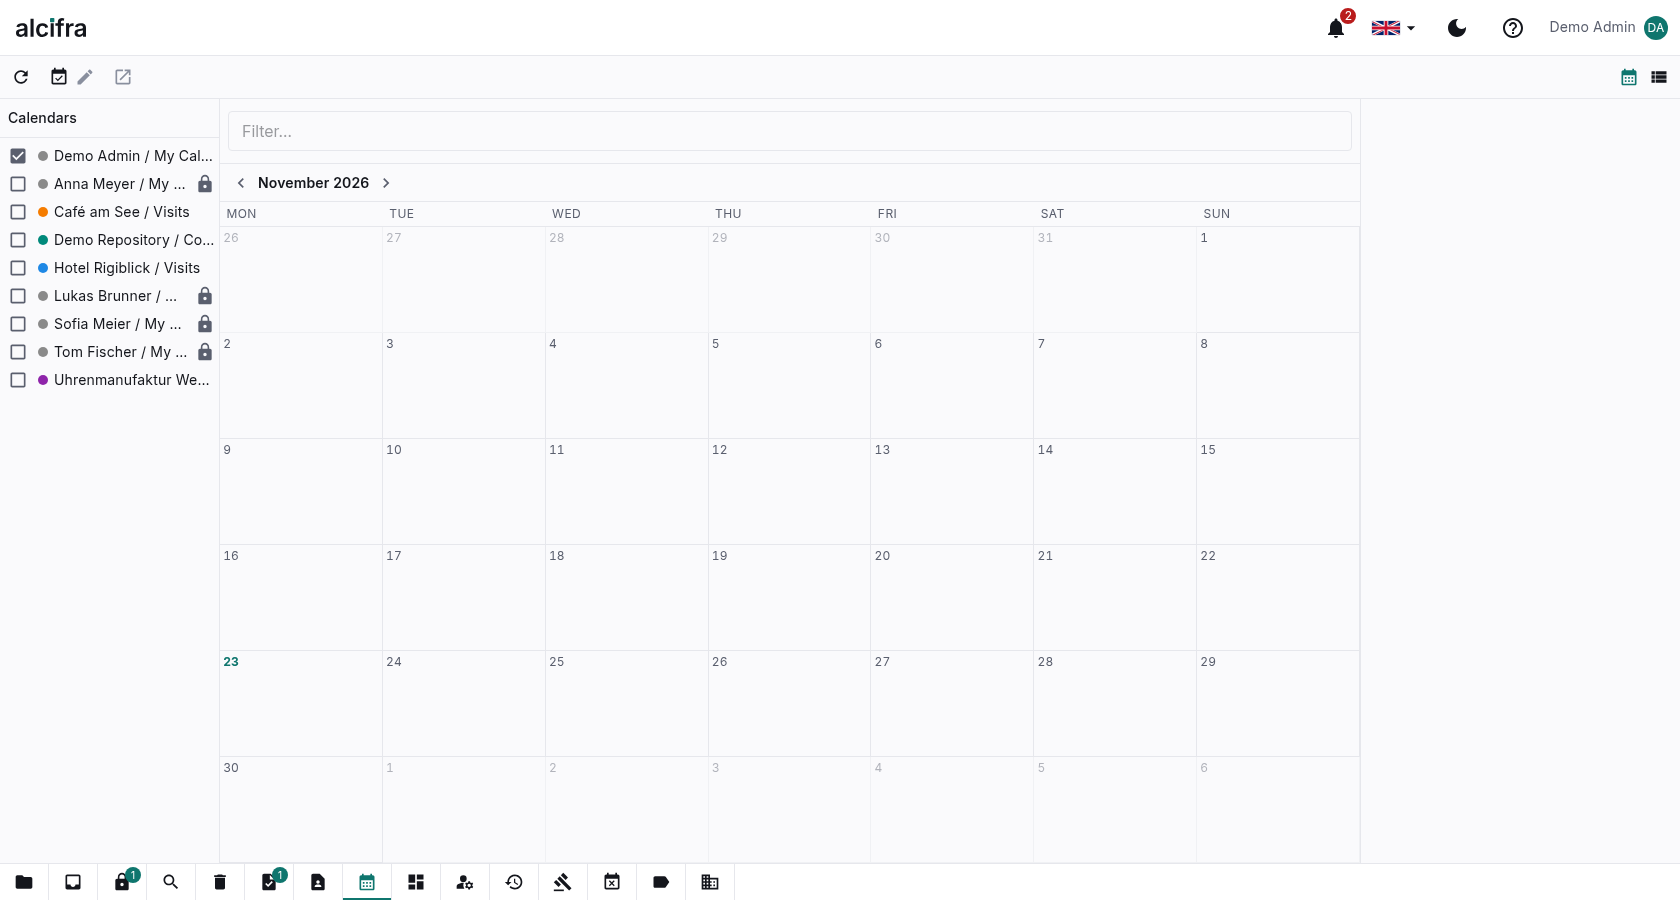 alcifra
2
Demo Admin
DA
Calendars
Demo Admin / My Cal...
Anna Meyer / My ...
Café am See / Visits
Demo Repository / Co...
Hotel Rigiblick / Visits
Lukas Brunner / ...
Sofia Meier / My ...
Tom Fischer / My ...
Uhrenmanufaktur We...
Filter...
November 2026
MON TUE WED THU FRI SAT SUN
26 27 28 29 30 31 1
2 3 4 5 6 7 8
9 10 11 12 13 14 15
16 17 18 19 20 21 22
23 24 25 26 27 28 29
30 1 2 3 4 5 6
1
1